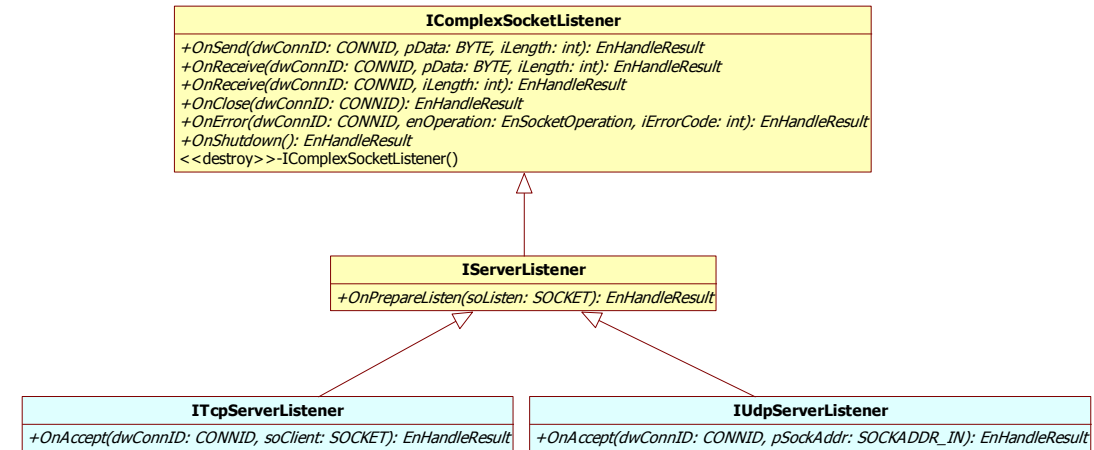 IComplexSocketListener
+OnSend(dwConnID: CONNID, pData: BYTE, iLength: int): EnHandleResult
+OnReceive(dwConnID: CONNID, pData: BYTE, iLength: int): EnHandleResult
+OnReceive(dwConnID: CONNID, iLength: int): EnHandleResult
+OnClose(dwConnID: CONNID): EnHandleResult
+OnError(dwConnID: CONNID, enOperation: EnSocketOperation, iErrorCode: int): EnHandleResult
+OnShutdown(): EnHandleResult
<<destroy>>-IComplexSocketListener()
IServerListener
+OnPrepareListen(soListen: SOCKET): EnHandleResult
ITcpServerListener
+OnAccept(dwConnID: CONNID, soClient: SOCKET): EnHandleResult
IUdpServerListener
+OnAccept(dwConnID: CONNID, pSockAddr: SOCKADDR_IN): EnHandleResult